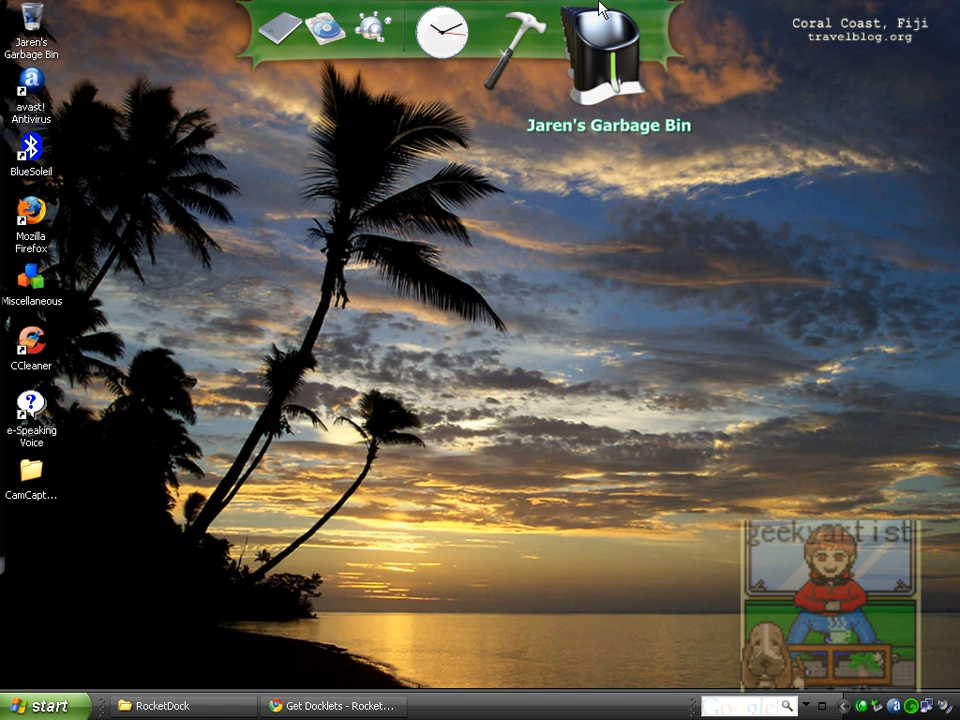 Jaren's
Garbage Bin
avast!
Antivirus
BlueSoleil
Mozilla
Firefox
Miscellaneous
CCleaner
e-Speaking
Voice
CamCapt...
Jaren's Garbage Bin
Coral Coast, Fiji
travelblog.org
geekyartist
start
RocketDock
Get Docklets - Rocket...
Google